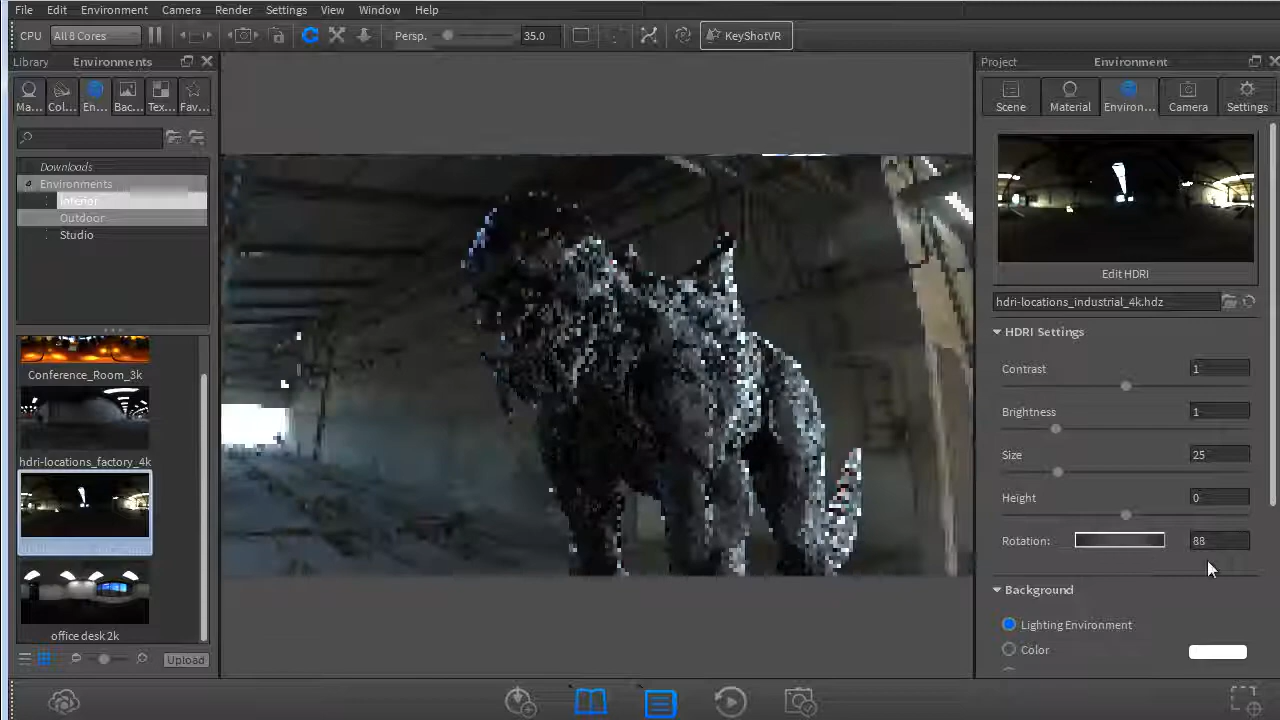 File Edit Environment Camera Render Settings View Window Help
CPU All 8 Cores Persp. 35.0 KeyShotVR
Library Environments
Ma... Col... En... Bac... Tex... Fav...
Downloads
Environments
Interior
Outdoor
Studio
Conference_Room_3k
hdri-locations_factory_4k
office desk 2k
Upload
Project Environment
Scene Material Environ... Camera Settings
Edit HDRI
hdri-locations_industrial_4k.hdz
HDRI Settings
Contrast 1
Brightness 1
Size 25
Height 0
Rotation: 88
Background
Lighting Environment
Color